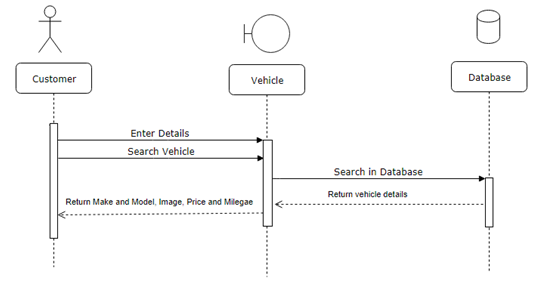 Customer
Vehicle
Database
Enter Details
Search Vehicle
Search in Database
Return vehicle details
Return Make and Model, Image, Price and Milegae